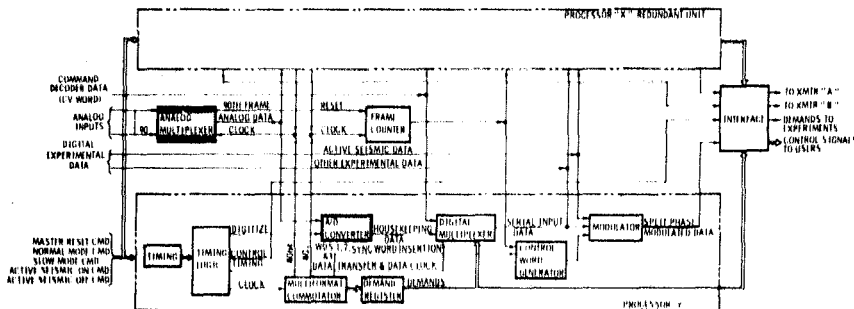 PROCESSOR "X" REDUNDANT UNIT
COMMAND
DECODER DATA
(CV WORD)
ANALOG
INPUTS
90
ANALOG
MULTIPLEXER
90TH FRAME
ANALOG DATA
CLOCK
RESET
CLOCK
FRAME
COUNTER
INTERFACE
TO XMTR "A"
TO XMTR "B"
DEMANDS TO
EXPERIMENTS
CONTROL SIGNALS
TO USERS
DIGITAL
EXPERIMENTAL
DATA
ACTIVE SEISMIC DATA
OTHER EXPERIMENTAL DATA
MASTER RESET CMD
NORMAL MODE CMD
SLOW MODE CMD
ACTIVE SEISMIC ON CMD
ACTIVE SEISMIC OFF CMD
TIMING
TIMING
LOGIC
DIGITIZE
CONTROL
TIMING
CLOCK
A/D
CONVERTER
HOUSEKEEPING
DATA
SYNC WORD INSERTION
DATA TRANSFER & DATA CLOCK
MULTIFORMAT
COMMUTATOR
DEMAND
REGISTER
DEMANDS
DIGITAL
MULTIPLEXER
SERIAL INPUT
DATA
CONTROL
WORD
GENERATOR
MODULATOR
SPLIT PHASE
MODULATED DATA
PROCESSOR